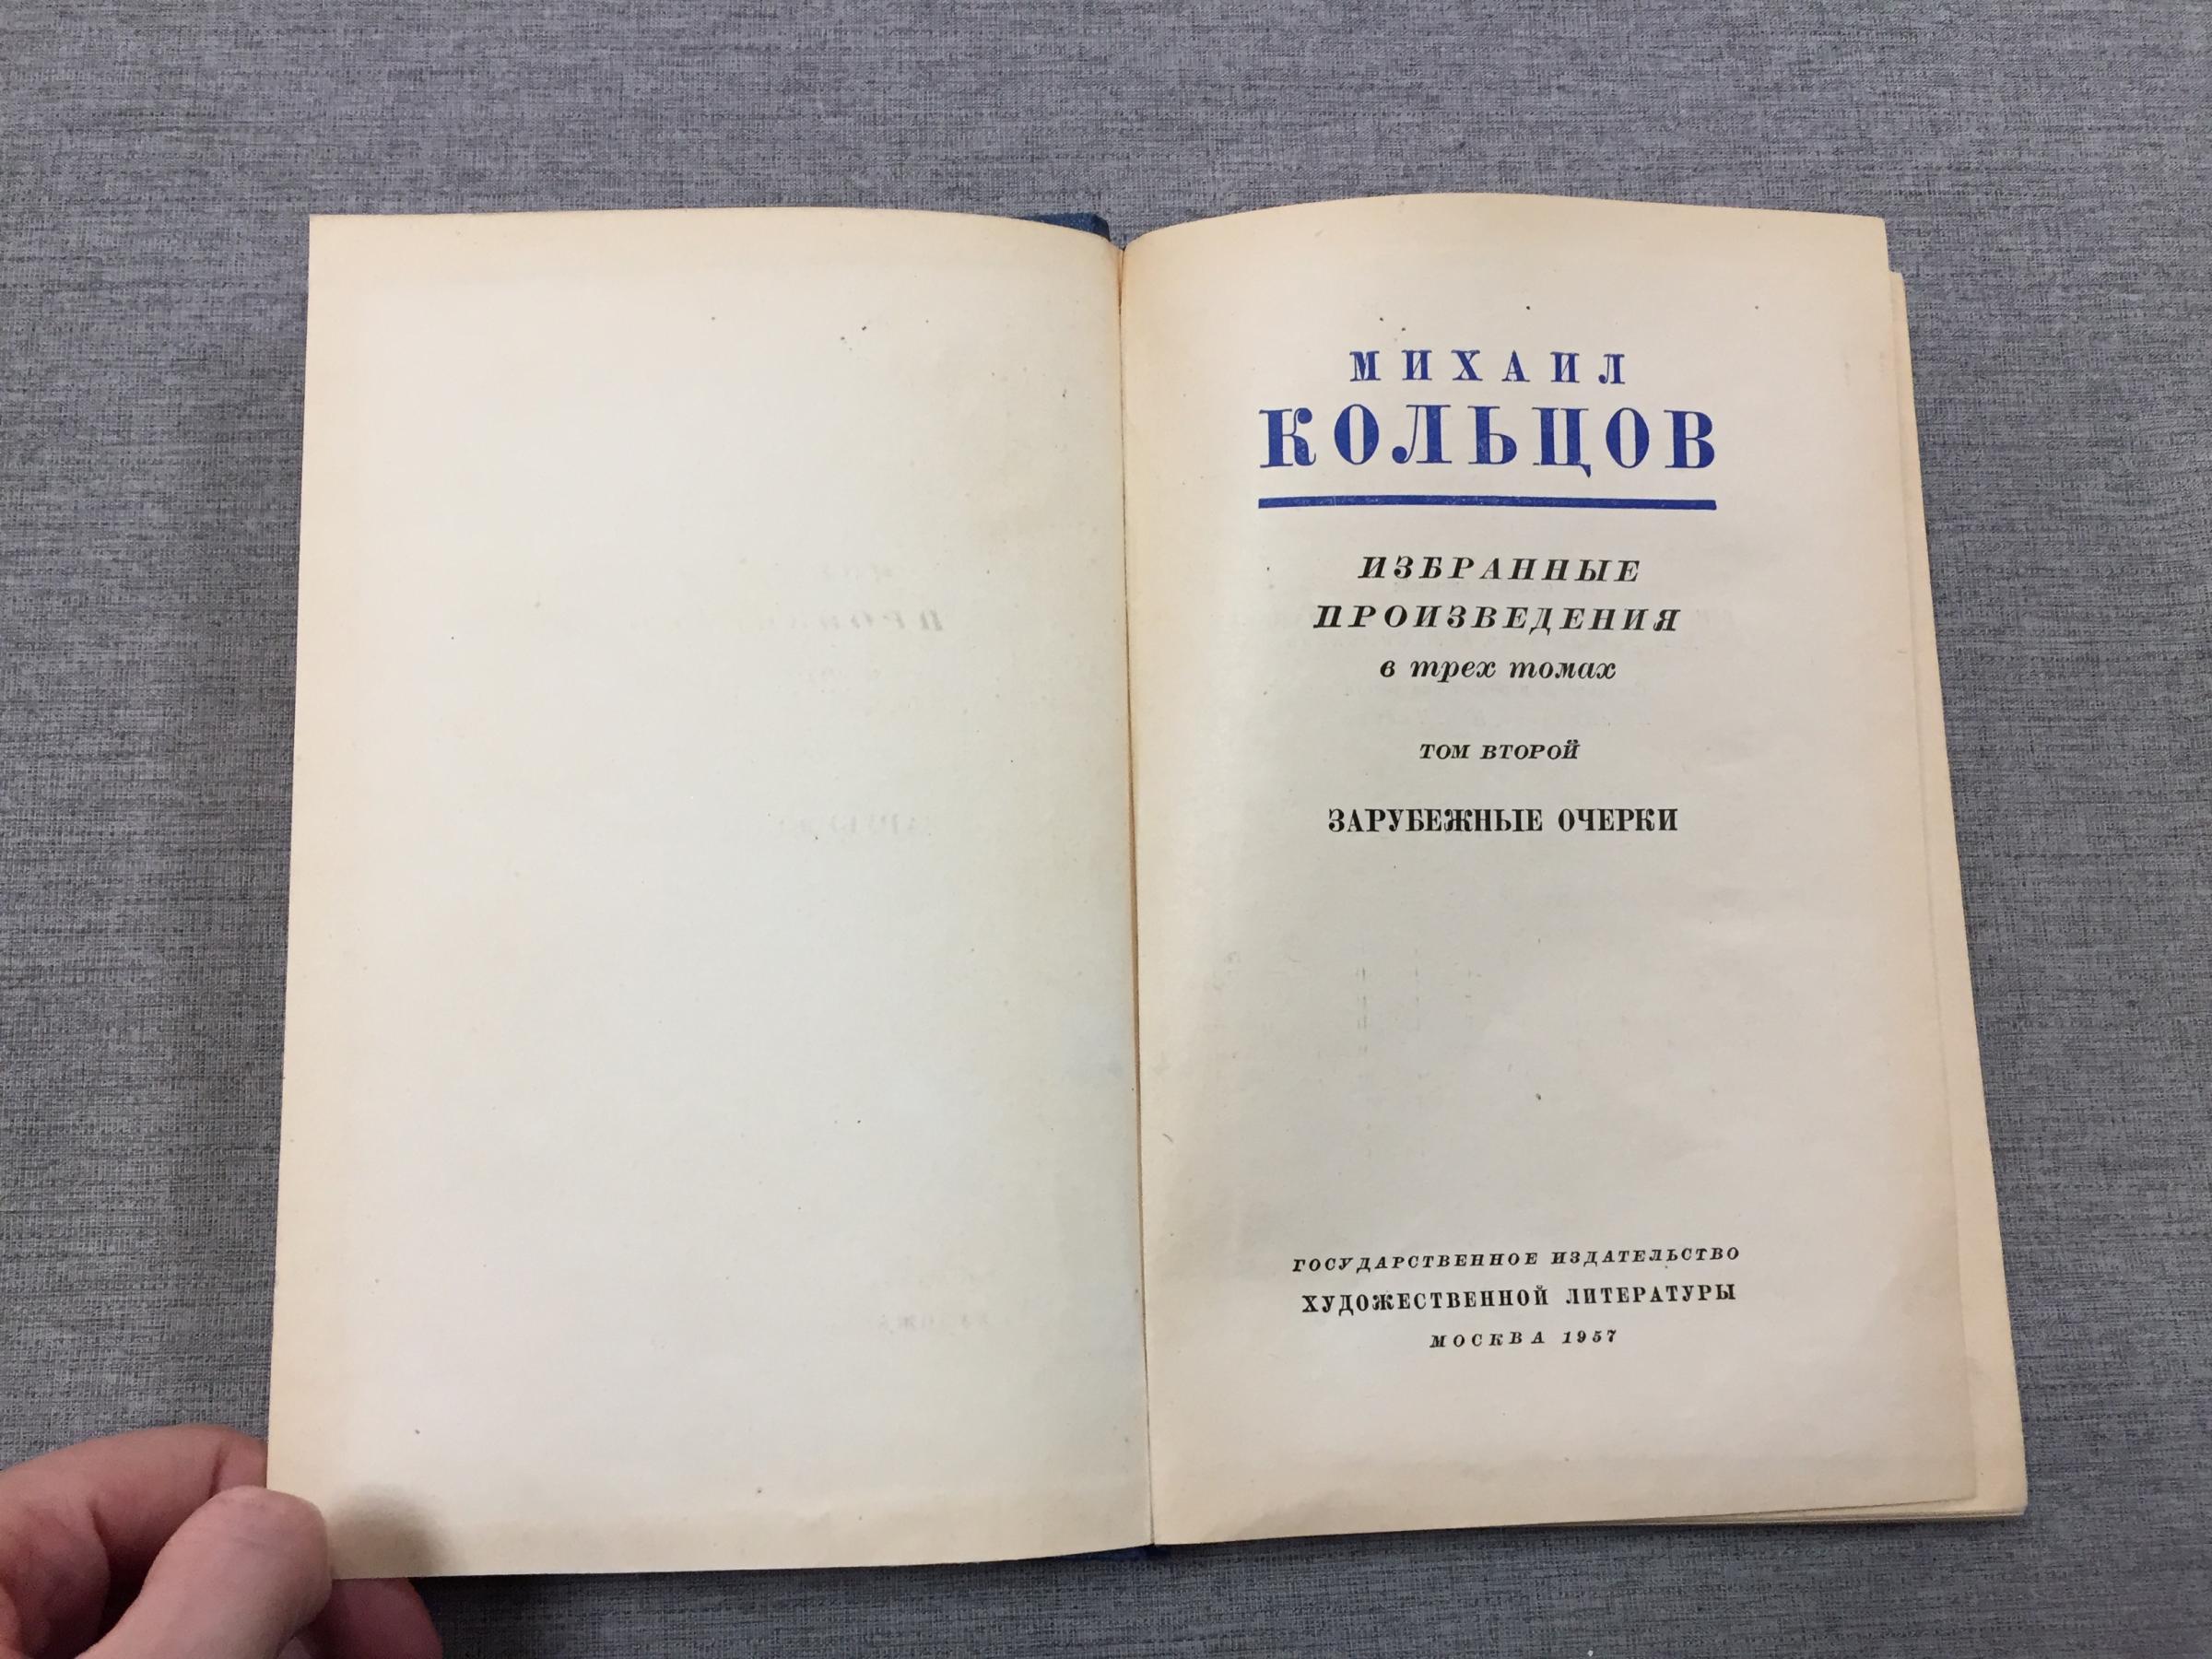 МИХАИЛ
КОЛЬЦОВ
ИЗБРАННЫЕ
ПРОИЗВЕДЕНИЯ
в трех томах
ТОМ ВТОРОЙ
ЗАРУБЕЖНЫЕ ОЧЕРКИ
ГОСУДАРСТВЕННОЕ ИЗДАТЕЛЬСТВО
ХУДОЖЕСТВЕННОЙ ЛИТЕРАТУРЫ
МОСКВА 1957